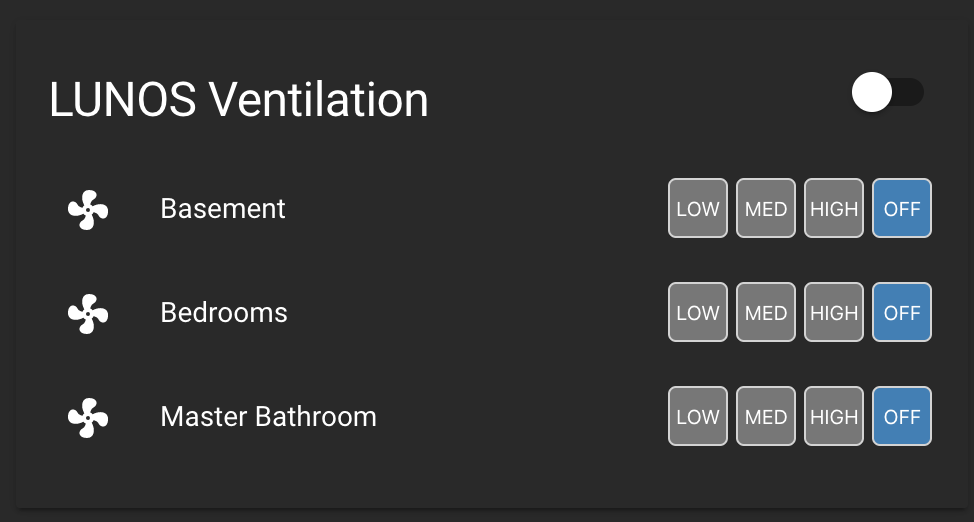 LUNOS Ventilation
Basement LOW MED HIGH OFF
Bedrooms LOW MED HIGH OFF
Master Bathroom LOW MED HIGH OFF